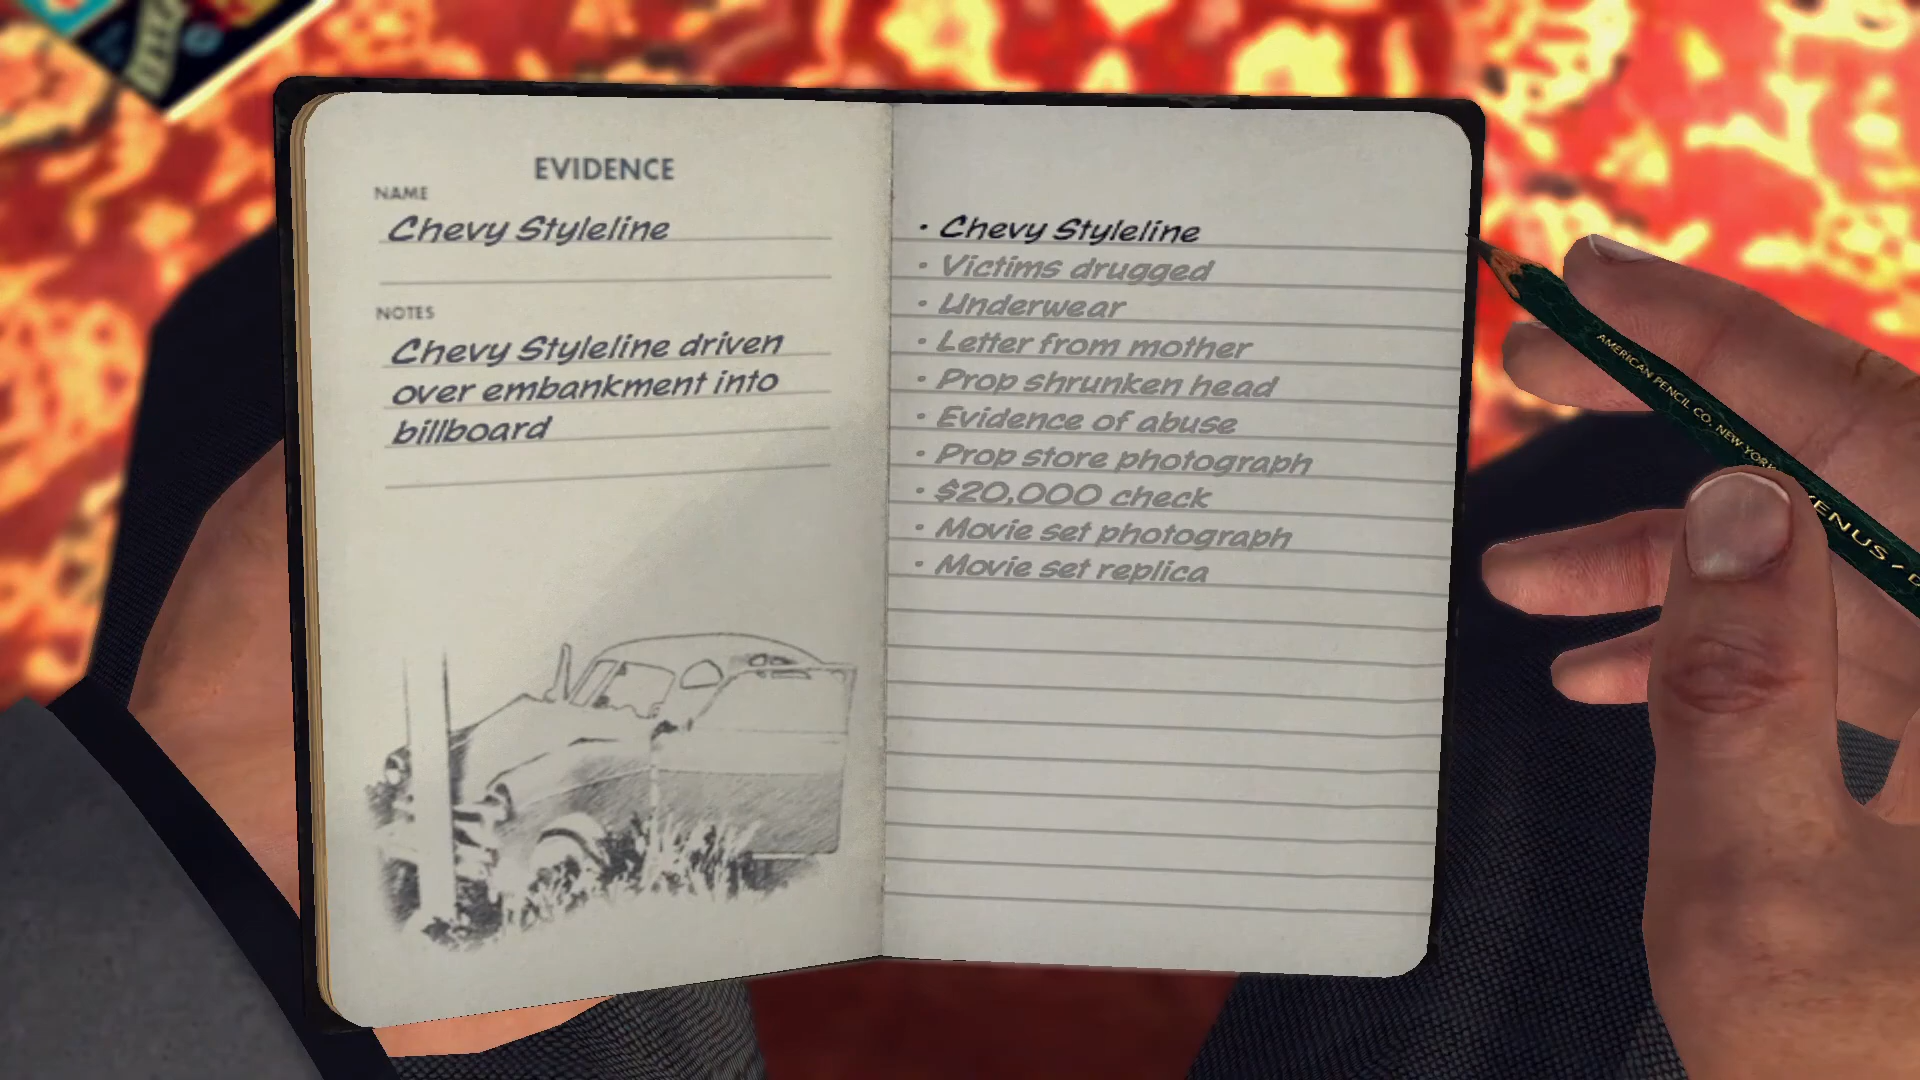 EVIDENCE
NAME
Chevy Styleline
NOTES
Chevy Styleline driven
over embankment into
billboard
• Chevy Styleline
• Victims drugged
• Underwear
• Letter from mother
• Prop shrunken head
• Evidence of abuse
• Prop store photograph
• $20,000 check
• Movie set photograph
• Movie set replica
AMERICAN PENCIL CO. NEW YORK